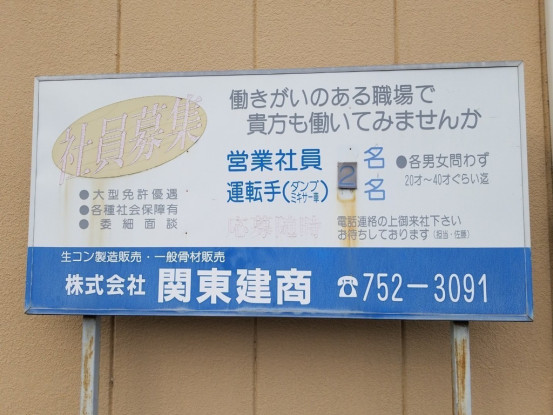 社員募集
働きがいのある職場で
貴方も働いてみませんか
営業社員 名
運転手(ダンプ ミキサー車) 2名
●各男女問わず
20才〜40才ぐらい迄
●大型免許優遇
●各種社会保障有
●委細面談
応募随時
電話連絡の上御来社下さい
お待ちしております(担当・佐藤)
生コン製造販売・一般骨材販売
株式会社 関東建商 ☎752-3091